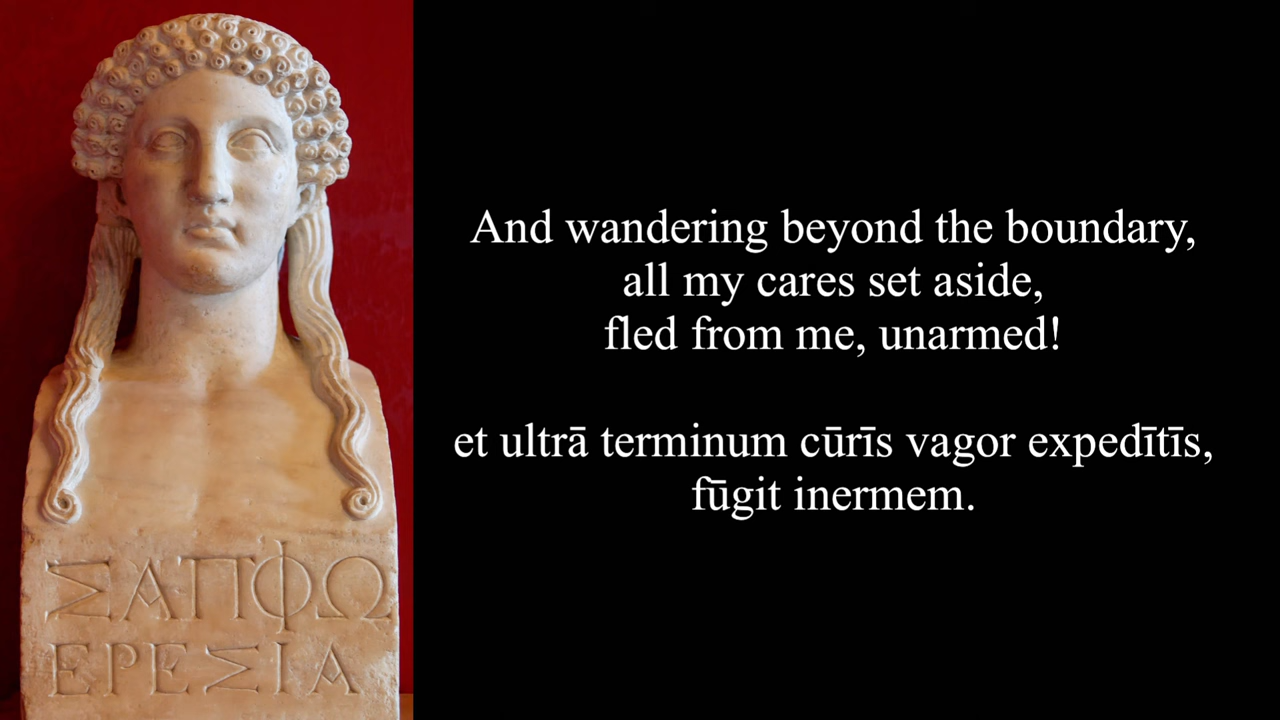 ΣΑΠΦΩ
ΕΡΕΣΙΑ
And wandering beyond the boundary,
all my cares set aside,
fled from me, unarmed!
et ultrā terminum cūrīs vagor expedītīs,
fūgit inermem.